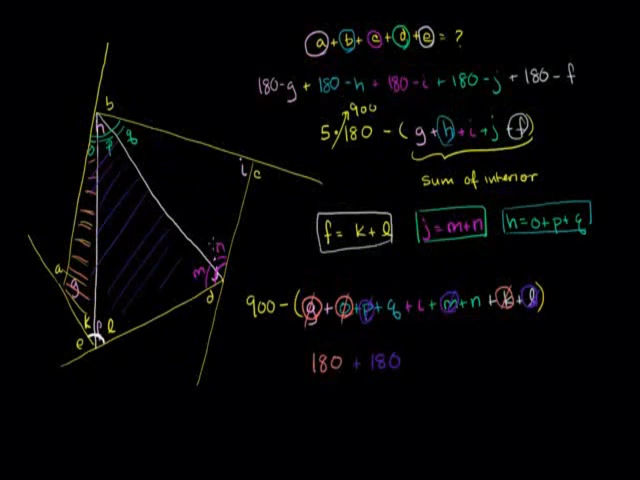 a + b + c + d + e = ?
180-g + 180-h + 180-i + 180-j + 180-f
900
5·180 - (g + h + i + j + f)
sum of interior
f = k + l
j = m+n
h = o+p+q
900 - (g + o + p + q + i + m + n + k + l)
180 + 180
b
h
o p q
i c
n
j
m
a
g
d
k
f l
e